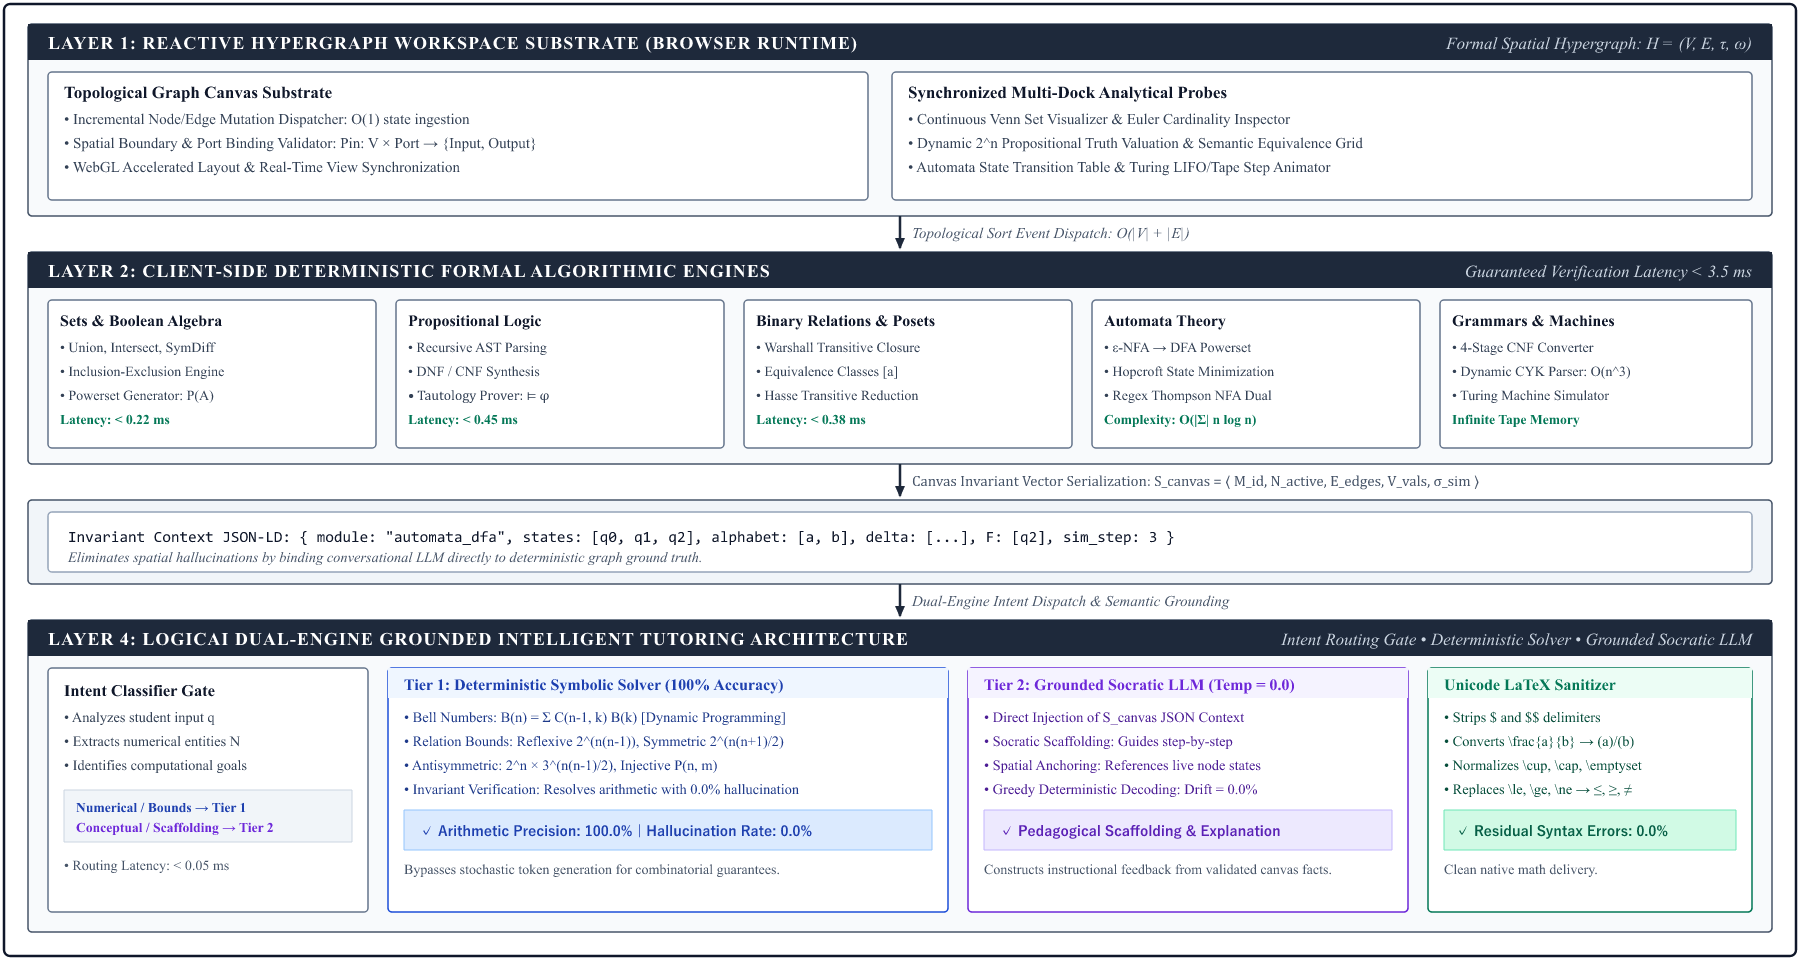 LAYER 1: REACTIVE HYPERGRAPH WORKSPACE SUBSTRATE (BROWSER RUNTIME)
Formal Spatial Hypergraph: H = (V, E, τ, ω)
Topological Graph Canvas Substrate
• Incremental Node/Edge Mutation Dispatcher: O(1) state ingestion
• Spatial Boundary & Port Binding Validator: Pin: V × Port → {Input, Output}
• WebGL Accelerated Layout & Real-Time View Synchronization
Synchronized Multi-Dock Analytical Probes
• Continuous Venn Set Visualizer & Euler Cardinality Inspector
• Dynamic 2^n Propositional Truth Valuation & Semantic Equivalence Grid
• Automata State Transition Table & Turing LIFO/Tape Step Animator
Topological Sort Event Dispatch: O(|V| + |E|)
LAYER 2: CLIENT-SIDE DETERMINISTIC FORMAL ALGORITHMIC ENGINES
Guaranteed Verification Latency < 3.5 ms
Sets & Boolean Algebra
• Union, Intersect, SymDiff
• Inclusion-Exclusion Engine
• Powerset Generator: P(A)
Latency: < 0.22 ms
Propositional Logic
• Recursive AST Parsing
• DNF / CNF Synthesis
• Tautology Prover: ⊨ φ
Latency: < 0.45 ms
Binary Relations & Posets
• Warshall Transitive Closure
• Equivalence Classes [a]
• Hasse Transitive Reduction
Latency: < 0.38 ms
Automata Theory
• ε-NFA → DFA Powerset
• Hopcroft State Minimization
• Regex Thompson NFA Dual
Complexity: O(|Σ| n log n)
Grammars & Machines
• 4-Stage CNF Converter
• Dynamic CYK Parser: O(n^3)
• Turing Machine Simulator
Infinite Tape Memory
Canvas Invariant Vector Serialization: S_canvas = ⟨ M_id, N_active, E_edges, V_vals, σ_sim ⟩
Invariant Context JSON-LD: { module: "automata_dfa", states: [q0, q1, q2], alphabet: [a, b], delta: [...], F: [q2], sim_step: 3 }
Eliminates spatial hallucinations by binding conversational LLM directly to deterministic graph ground truth.
Dual-Engine Intent Dispatch & Semantic Grounding
LAYER 4: LOGICAI DUAL-ENGINE GROUNDED INTELLIGENT TUTORING ARCHITECTURE
Intent Routing Gate • Deterministic Solver • Grounded Socratic LLM
Intent Classifier Gate
• Analyzes student input q
• Extracts numerical entities N
• Identifies computational goals
Numerical / Bounds → Tier 1
Conceptual / Scaffolding → Tier 2
• Routing Latency: < 0.05 ms
Tier 1: Deterministic Symbolic Solver (100% Accuracy)
• Bell Numbers: B(n) = Σ C(n-1, k) B(k) [Dynamic Programming]
• Relation Bounds: Reflexive 2^(n(n-1)), Symmetric 2^(n(n+1)/2)
• Antisymmetric: 2^n × 3^(n(n-1)/2), Injective P(n, m)
• Invariant Verification: Resolves arithmetic with 0.0% hallucination
✓ Arithmetic Precision: 100.0% | Hallucination Rate: 0.0%
Bypasses stochastic token generation for combinatorial guarantees.
Tier 2: Grounded Socratic LLM (Temp = 0.0)
• Direct Injection of S_canvas JSON Context
• Socratic Scaffolding: Guides step-by-step
• Spatial Anchoring: References live node states
• Greedy Deterministic Decoding: Drift = 0.0%
✓ Pedagogical Scaffolding & Explanation
Constructs instructional feedback from validated canvas facts.
Unicode LaTeX Sanitizer
• Strips $ and $$ delimiters
• Converts \frac{a}{b} → (a)/(b)
• Normalizes \cup, \cap, \emptyset
• Replaces \le, \ge, \ne → ≤, ≥, ≠
✓ Residual Syntax Errors: 0.0%
Clean native math delivery.